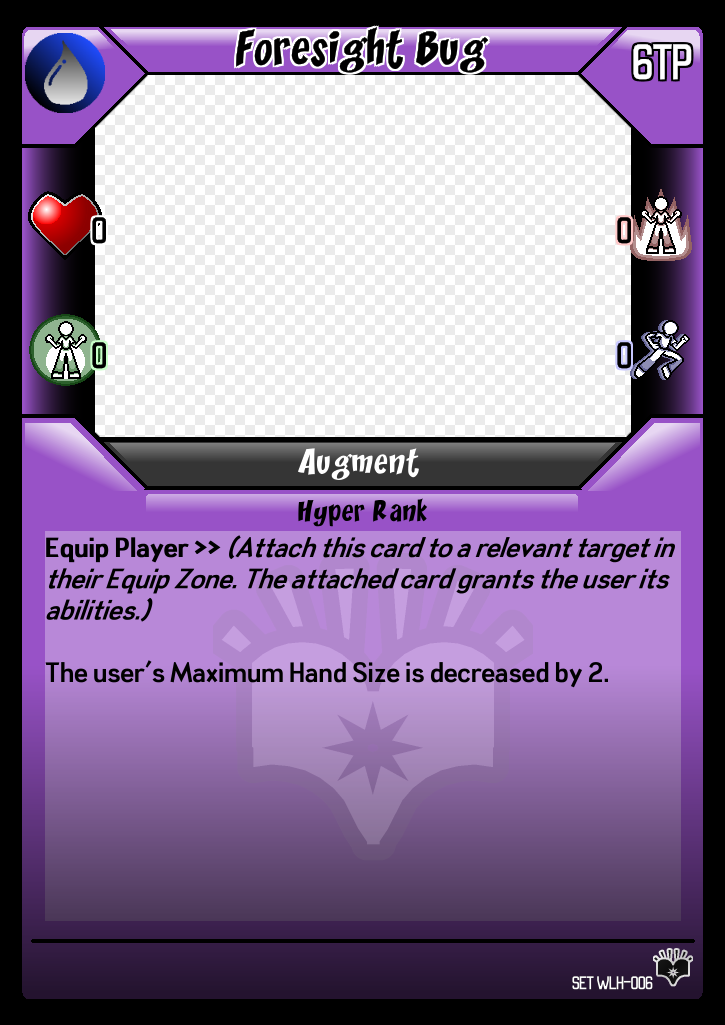 Foresight Bug
6TP
0
0
0
0
Augment
Hyper Rank
Equip Player >> (Attach this card to a relevant target in
their Equip Zone. The attached card grants the user its
abilities.)
The user's Maximum Hand Size is decreased by 2.
SET WLH-006